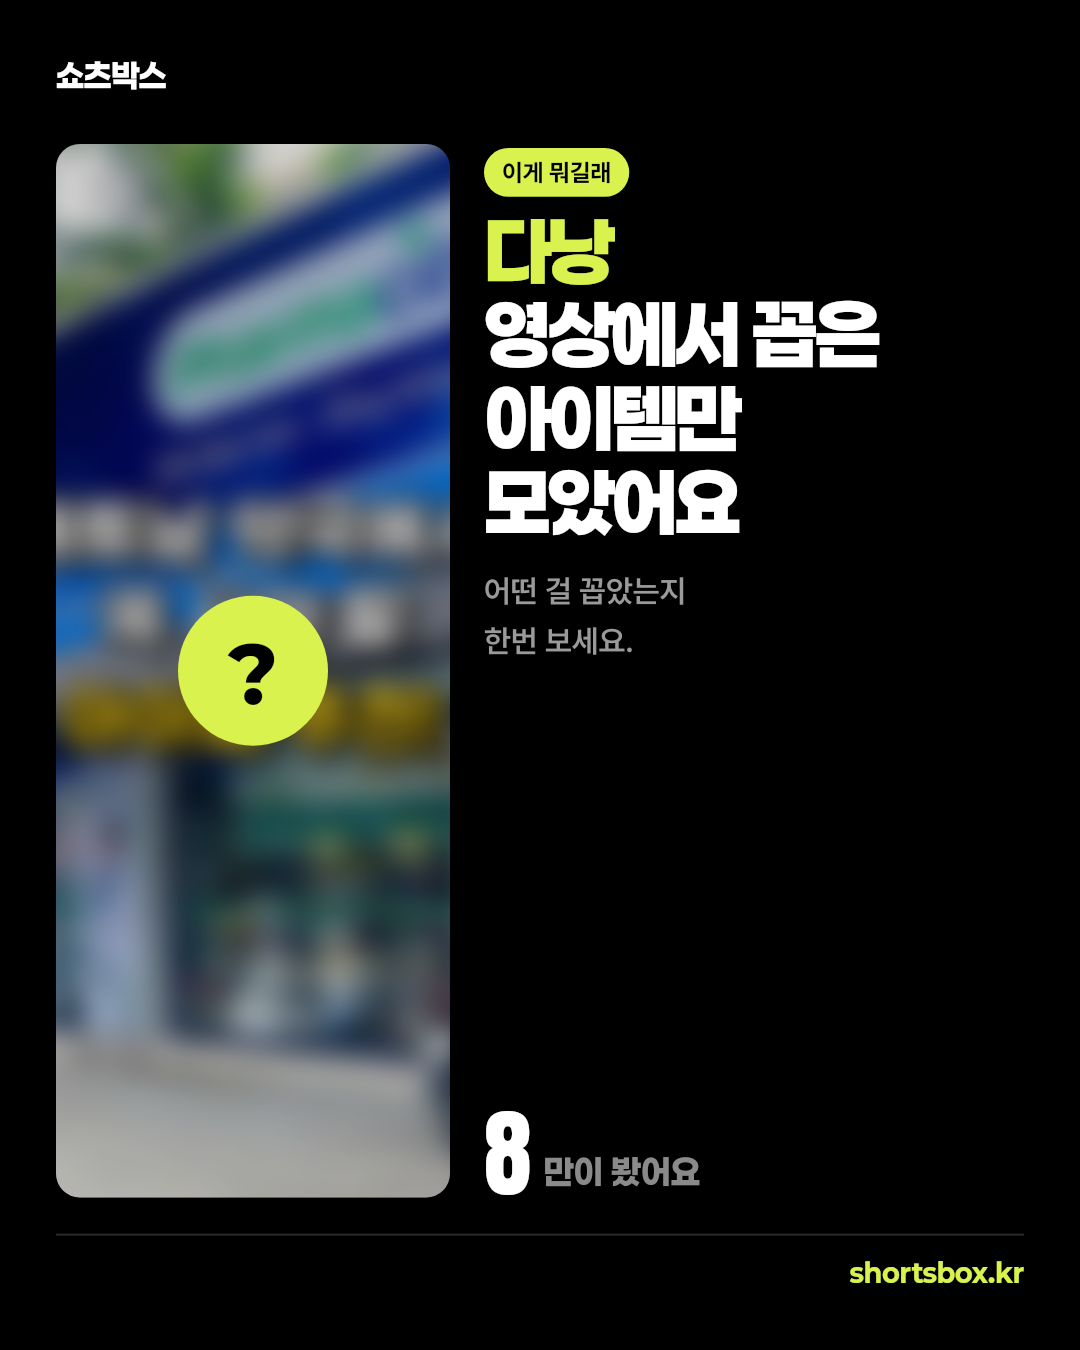 쇼츠박스
이게 뭐길래
다낭
영상에서 꼽은
아이템만
모았어요
어떤 걸 꼽았는지
한번 보세요.
?
8 만이 봤어요
shortsbox.kr